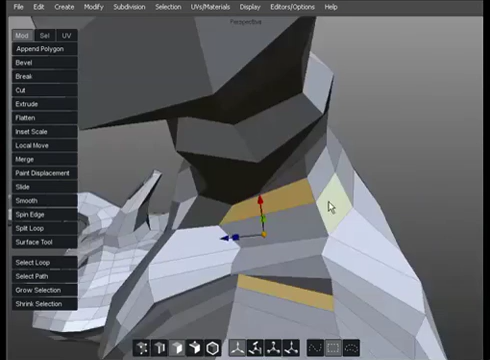 File Edit Create Modify Subdivision Selection UVs/Materials Display Editors/Options Help
Perspective
Mod Sel UV
Append Polygon
Bevel
Break
Cut
Extrude
Flatten
Inset Scale
Local Move
Merge
Paint Displacement
Slide
Smooth
Spin Edge
Split Loop
Surface Tool
Select Loop
Select Path
Grow Selection
Shrink Selection